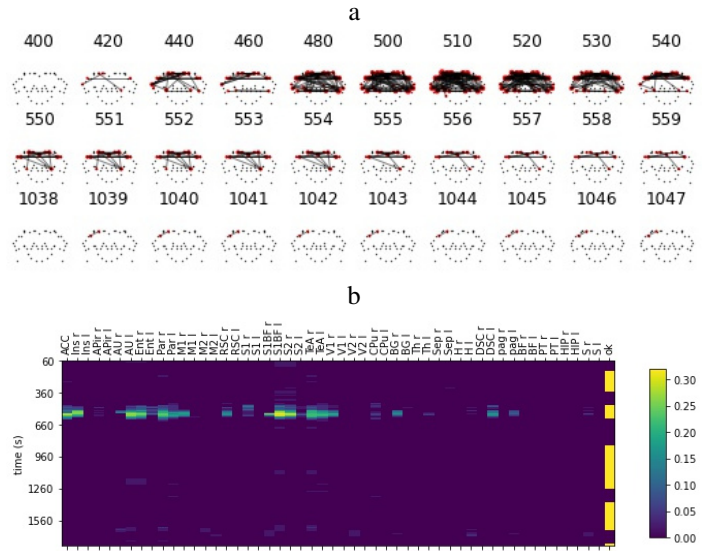 a
400 420 440 460 480 500 510 520 530 540
550 551 552 553 554 555 556 557 558 559
1038 1039 1040 1041 1042 1043 1044 1045 1046 1047
b
ACC
Ins r
Ins l
APir r
APir l
AU r
AU l
Ent r
Ent l
Par r
Par l
M1 r
M1 l
M2 r
M2 l
RSC r
RSC l
S1 r
S1 l
S1BF r
S1BF l
S2 r
S2 l
TeA r
TeA l
V1 r
V1 l
V2 r
V2 l
CPu r
CPu l
BG r
BG l
Th r
Th l
Sep r
Sep l
H r
H l
DSC r
DSC l
pag r
pag l
BF r
BF l
PT r
PT l
HIP r
HIP l
S r
S l
ok
time (s)
60
360
660
960
1260
1560
0.30
0.25
0.20
0.15
0.10
0.05
0.00